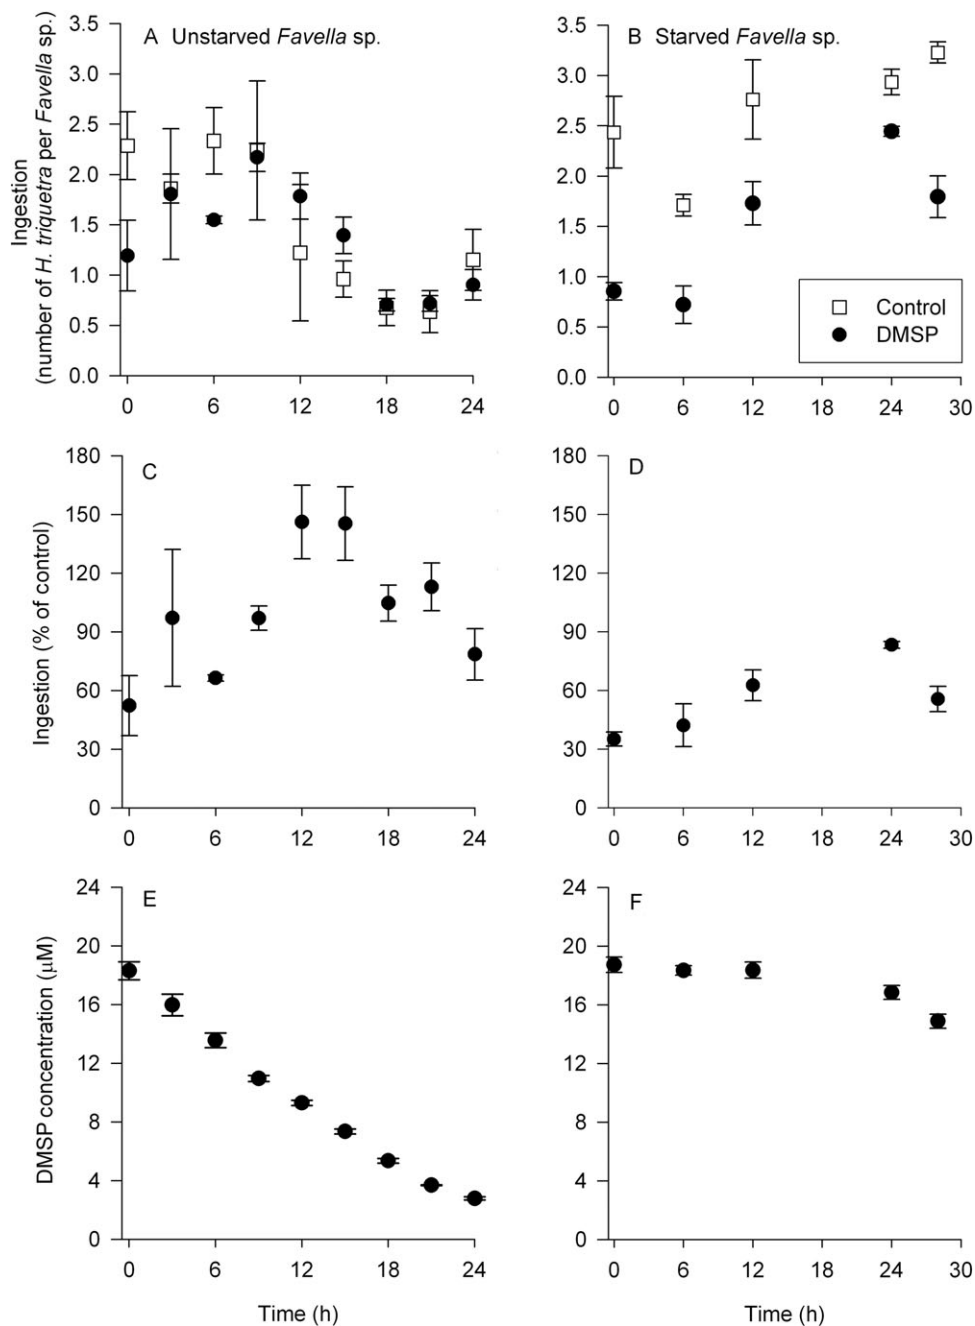 Ingestion
(number of H. triquetra per Favella sp.)
3.5
3.0
2.5
2.0
1.5
1.0
0.5
0.0
A Unstarved Favella sp.
0 6 12 18 24
3.5
3.0
2.5
2.0
1.5
1.0
0.5
0.0
B Starved Favella sp.
Control
DMSP
0 6 12 18 24 30
Ingestion (% of control)
180
150
120
90
60
30
0
C
0 6 12 18 24
180
150
120
90
60
30
0
D
0 6 12 18 24 30
DMSP concentration (μM)
24
20
16
12
8
4
0
E
0 6 12 18 24
Time (h)
24
20
16
12
8
4
0
F
0 6 12 18 24 30
Time (h)